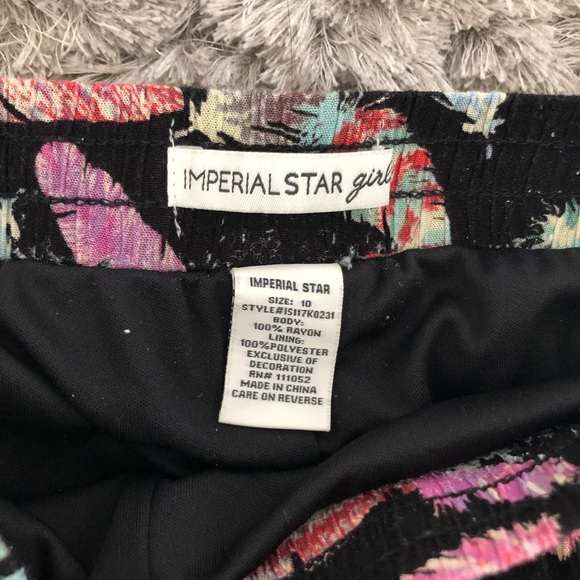 IMPERIAL STAR girl
IMPERIAL STAR
SIZE: 10
STYLE#IS117K0231
BODY:
100% RAYON
LINING:
100%POLYESTER
EXCLUSIVE OF
DECORATION
RN# 111052
MADE IN CHINA
CARE ON REVERSE